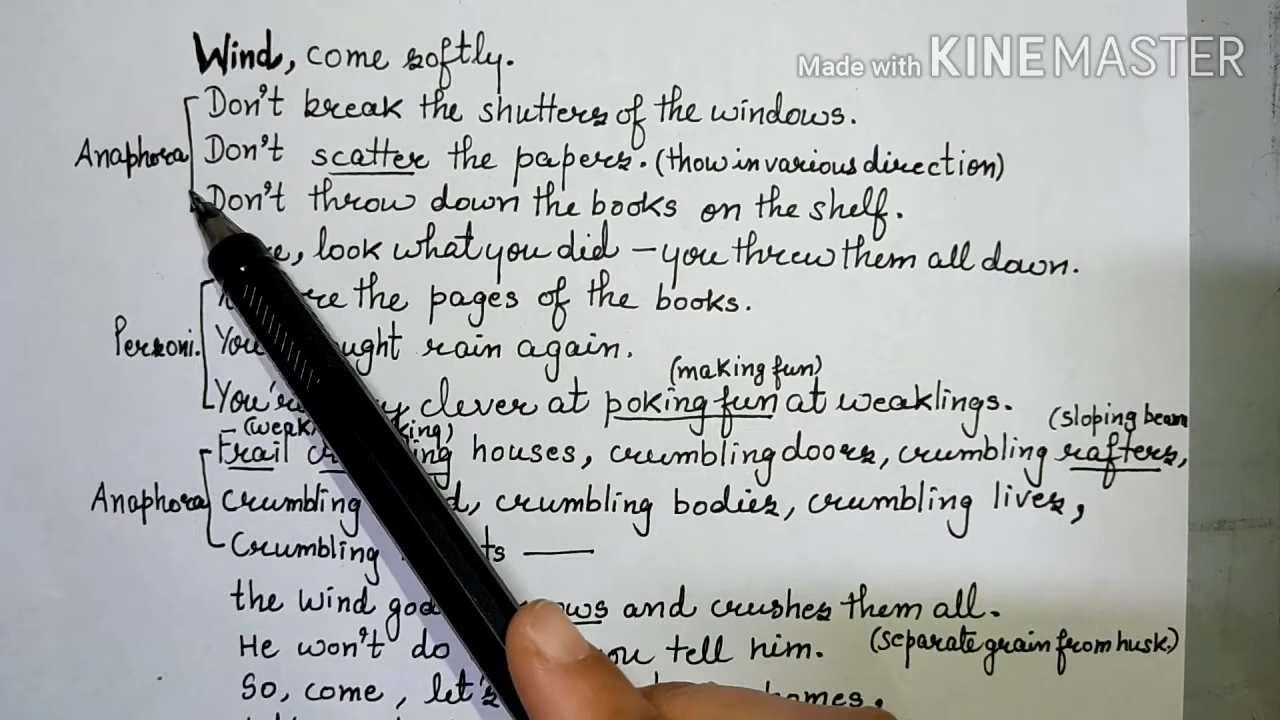 Made with KINEMASTER
Wind, come softly.
Don't break the shutters of the windows.
Anaphora Don't scatter the papers. (thow in various direction)
Don't throw down the books on the shelf.
look what you did – you threw them all down.
the pages of the books.
Personi. rain again.
(making fun)
You're clever at poking fun at weaklings.
(sloping beam
Frail houses, crumbling doors, crumbling rafters,
Anaphora crumbling crumbling bodies, crumbling lives,
Crumbling —
the wind and crushes them all.
He won't do you tell him. (separate grain from husk.)
So, come, let's homes.